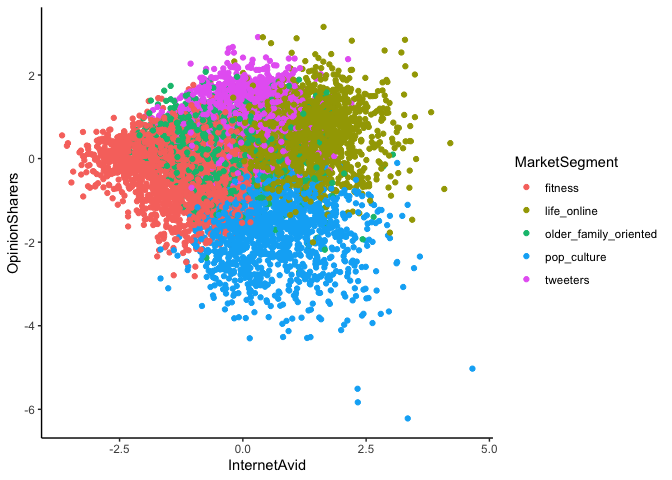 2
0
-2
-4
-6
OpinionSharers
-2.5
0.0
2.5
5.0
InternetAvid
MarketSegment
fitness
life_online
older_family_oriented
pop_culture
tweeters